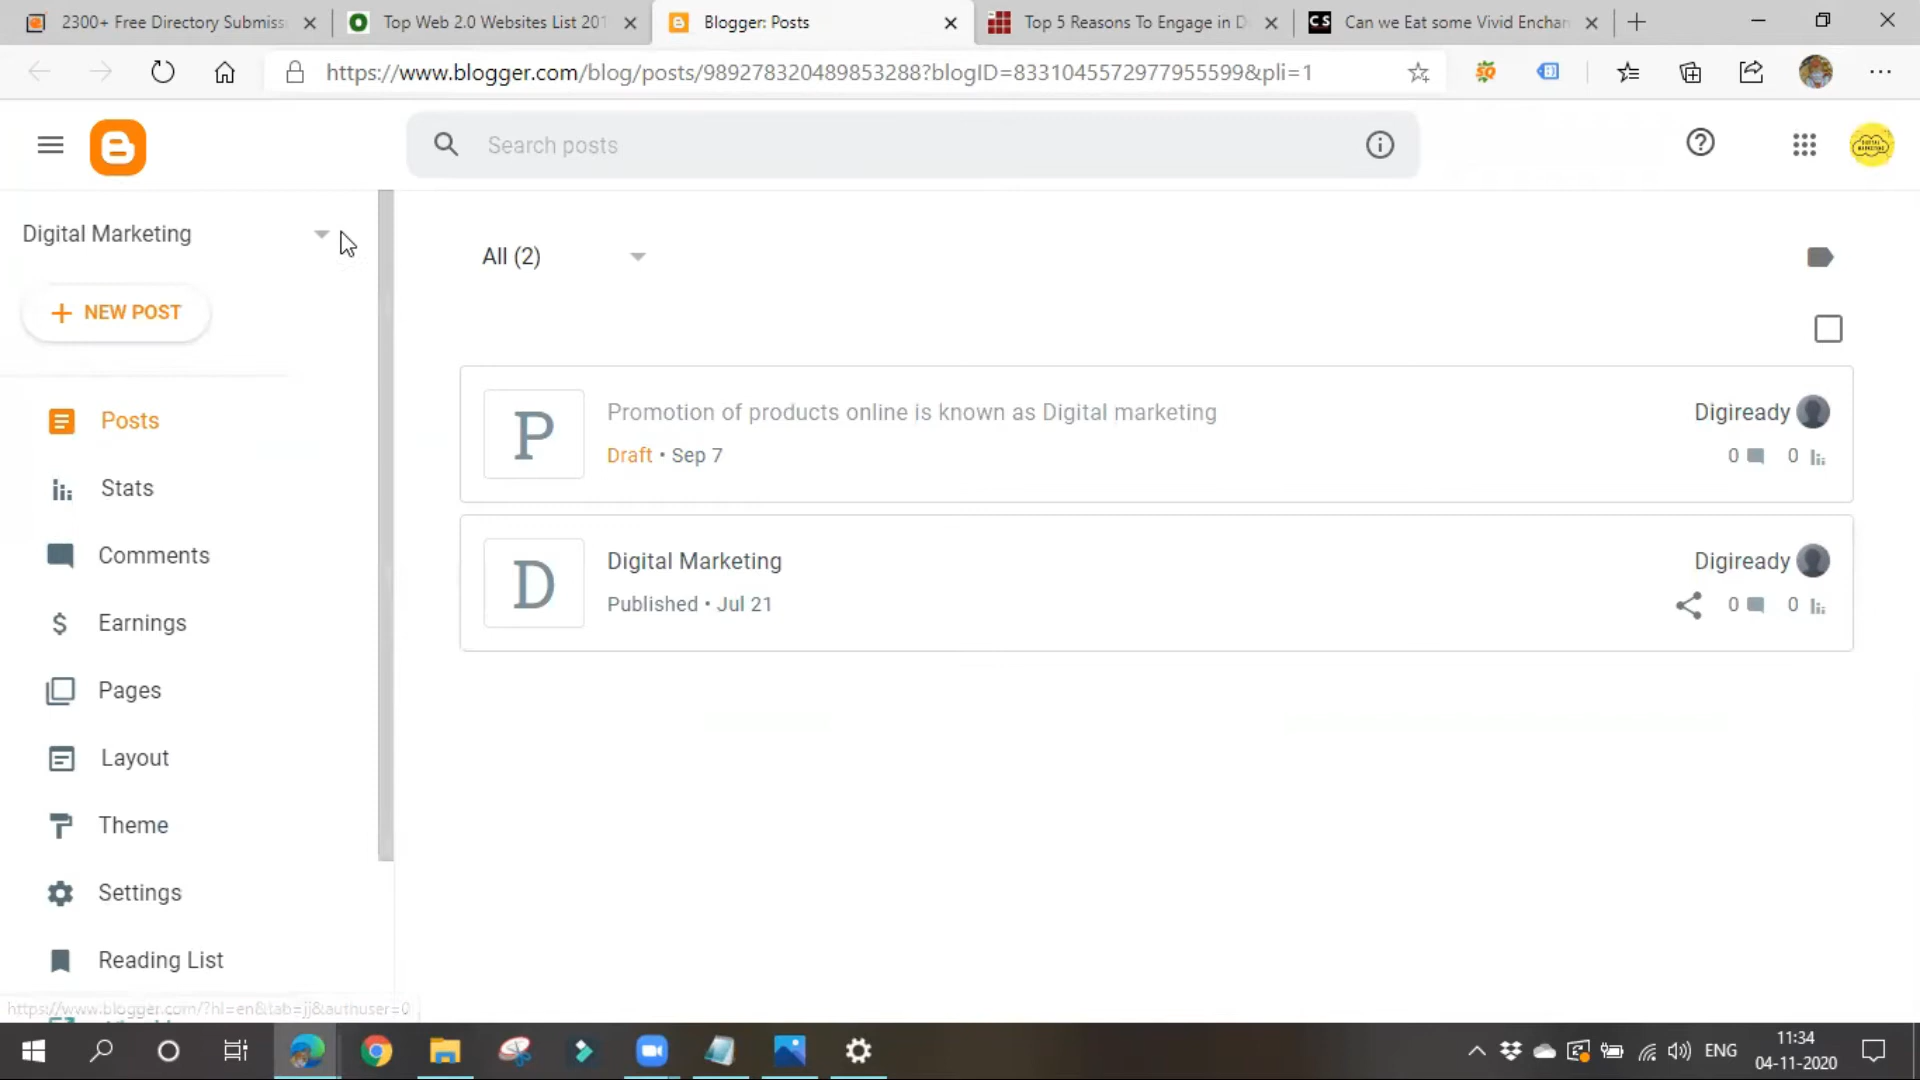 2300+ Free Directory Submiss
Top Web 2.0 Websites List 201
Blogger: Posts
Top 5 Reasons To Engage in D
CS
Can we Eat some Vivid Enchan
https://www.blogger.com/blog/posts/989278320489853288?blogID=8331045572977955599&pli=1
Search posts
Digital Marketing
NEW POST
Posts
Stats
Comments
Earnings
Pages
Layout
Theme
Settings
Reading List
All (2)
P
Promotion of products online is known as Digital marketing
Draft • Sep 7
Digiready
0
0
D
Digital Marketing
Published • Jul 21
Digiready
0
0
https://www.blogger.com/?hl=en&tab=jj&authuser=0
ENG
11:34
04-11-2020